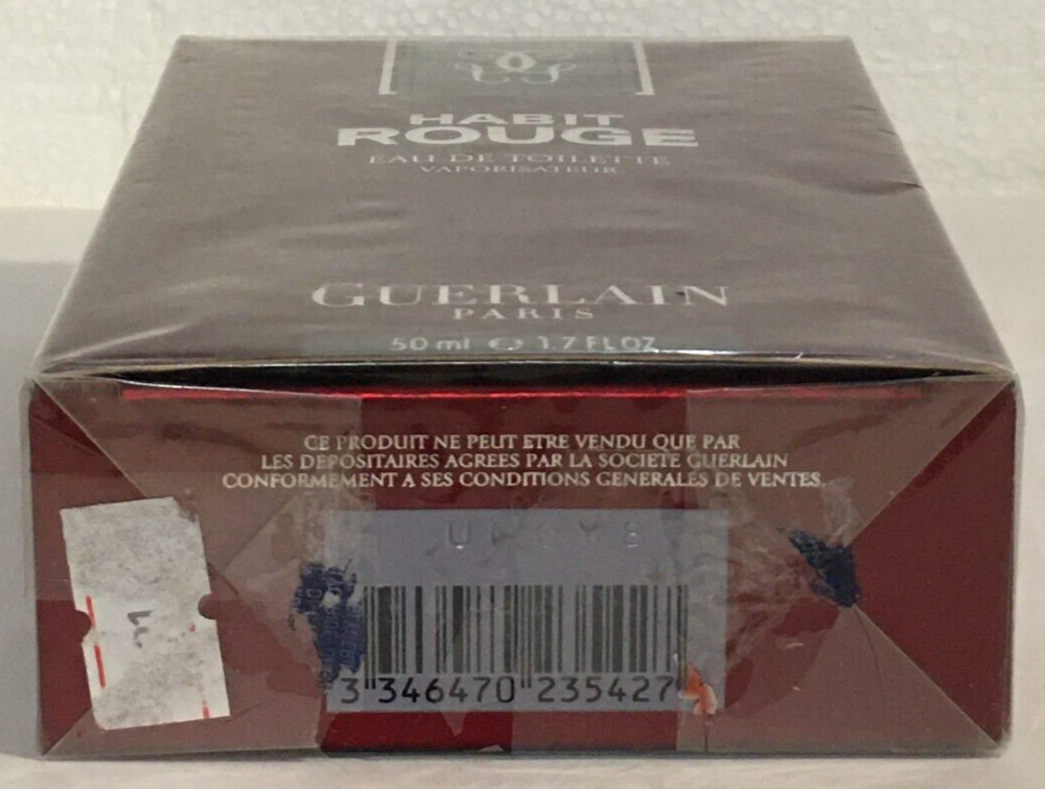 HABIT
ROUGE
EAU DE TOILETTE
VAPORISATEUR
GUERLAIN
PARIS
50 ml ℮ 1.7 FL OZ
CE PRODUIT NE PEUT ETRE VENDU QUE PAR
LES DEPOSITAIRES AGREES PAR LA SOCIETE GUERLAIN
CONFORMEMENT A SES CONDITIONS GENERALES DE VENTES.
3 346470 235427